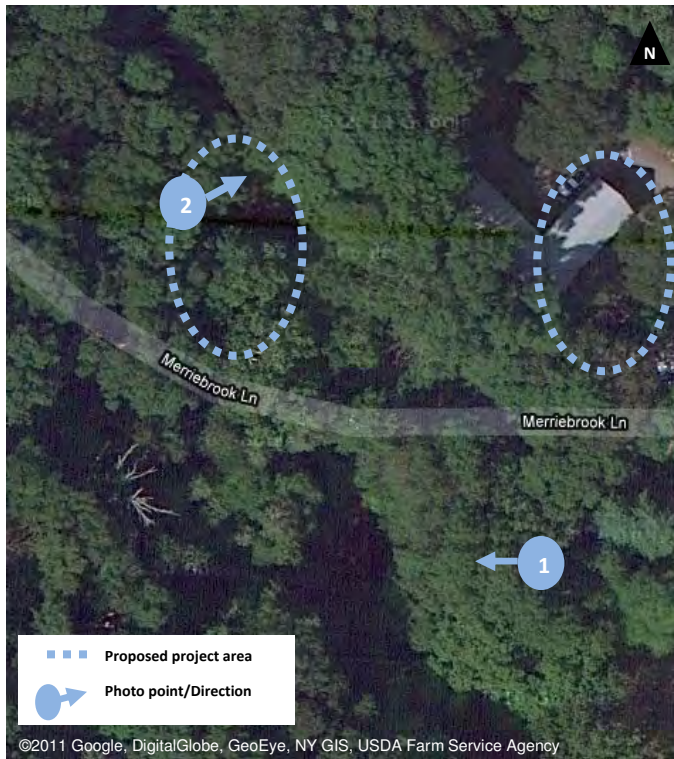 N
2
Merriebrook Ln
Merriebrook Ln
1
Proposed project area
Photo point/Direction
©2011 Google, DigitalGlobe, GeoEye, NY GIS, USDA Farm Service Agency